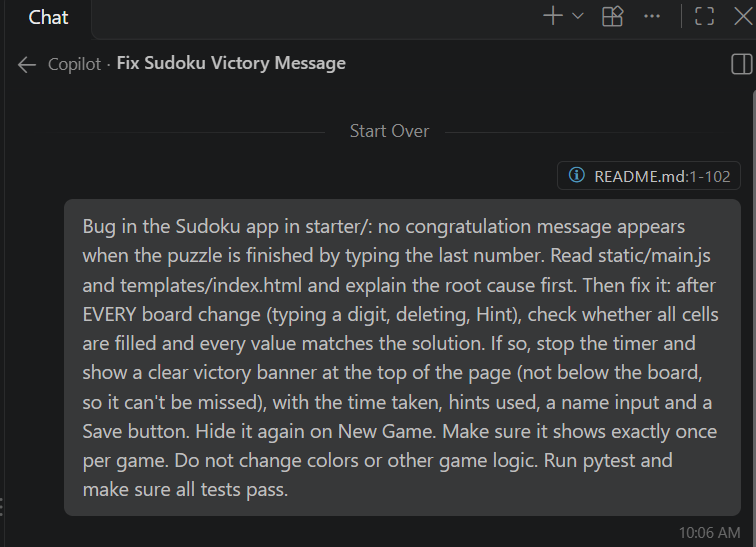 Chat
Copilot · Fix Sudoku Victory Message
Start Over
README.md:1-102
Bug in the Sudoku app in starter/: no congratulation message appears
when the puzzle is finished by typing the last number. Read static/main.js
and templates/index.html and explain the root cause first. Then fix it: after
EVERY board change (typing a digit, deleting, Hint), check whether all cells
are filled and every value matches the solution. If so, stop the timer and
show a clear victory banner at the top of the page (not below the board,
so it can't be missed), with the time taken, hints used, a name input and a
Save button. Hide it again on New Game. Make sure it shows exactly once
per game. Do not change colors or other game logic. Run pytest and
make sure all tests pass.
10:06 AM